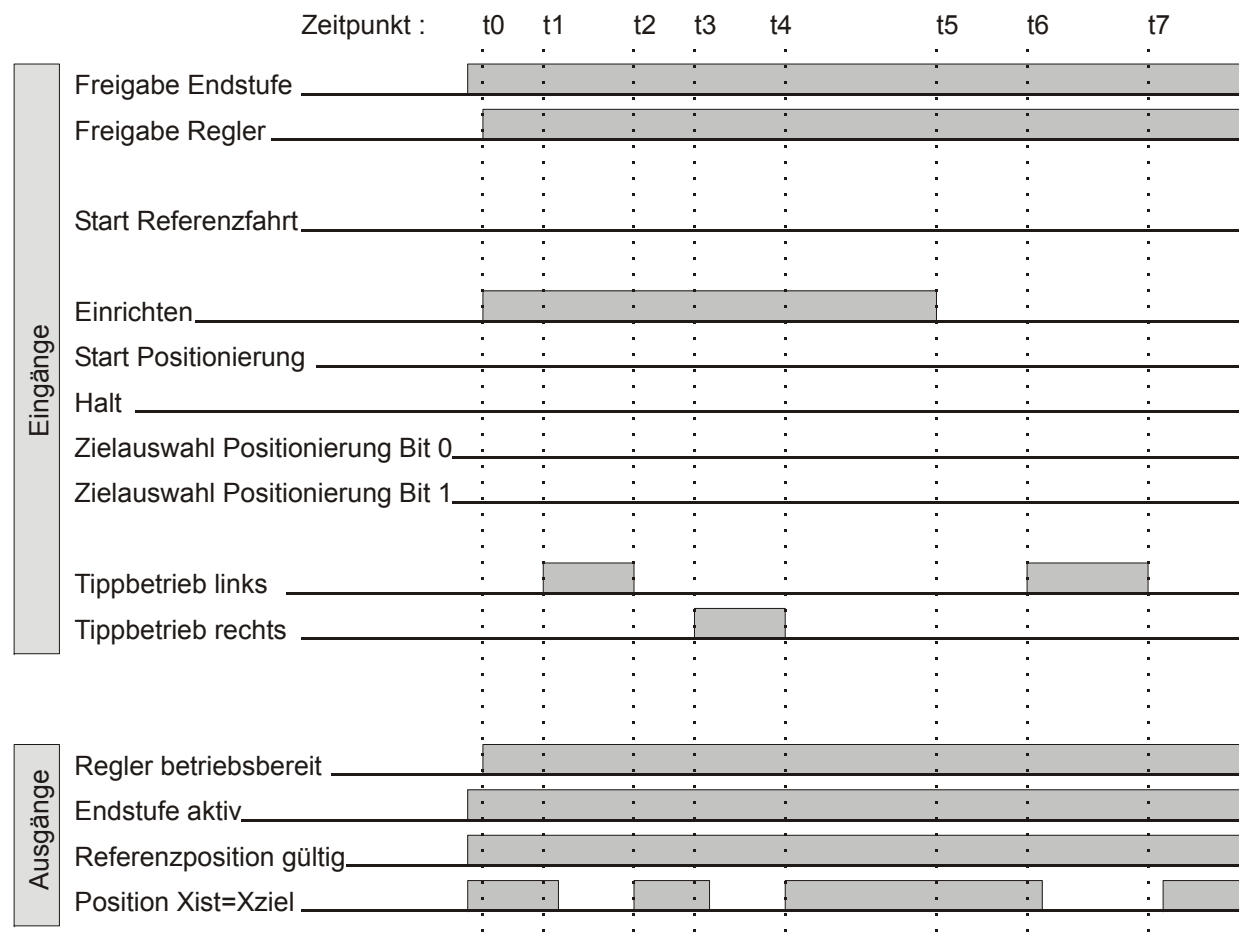 Zeitpunkt : t0 t1 t2 t3 t4 t5 t6 t7
Eingänge
Freigabe Endstufe
Freigabe Regler
Start Referenzfahrt
Einrichten
Start Positionierung
Halt
Zielauswahl Positionierung Bit 0
Zielauswahl Positionierung Bit 1
Tippbetrieb links
Tippbetrieb rechts
Ausgänge
Regler betriebsbereit
Endstufe aktiv
Referenzposition gültig
Position Xist=Xziel